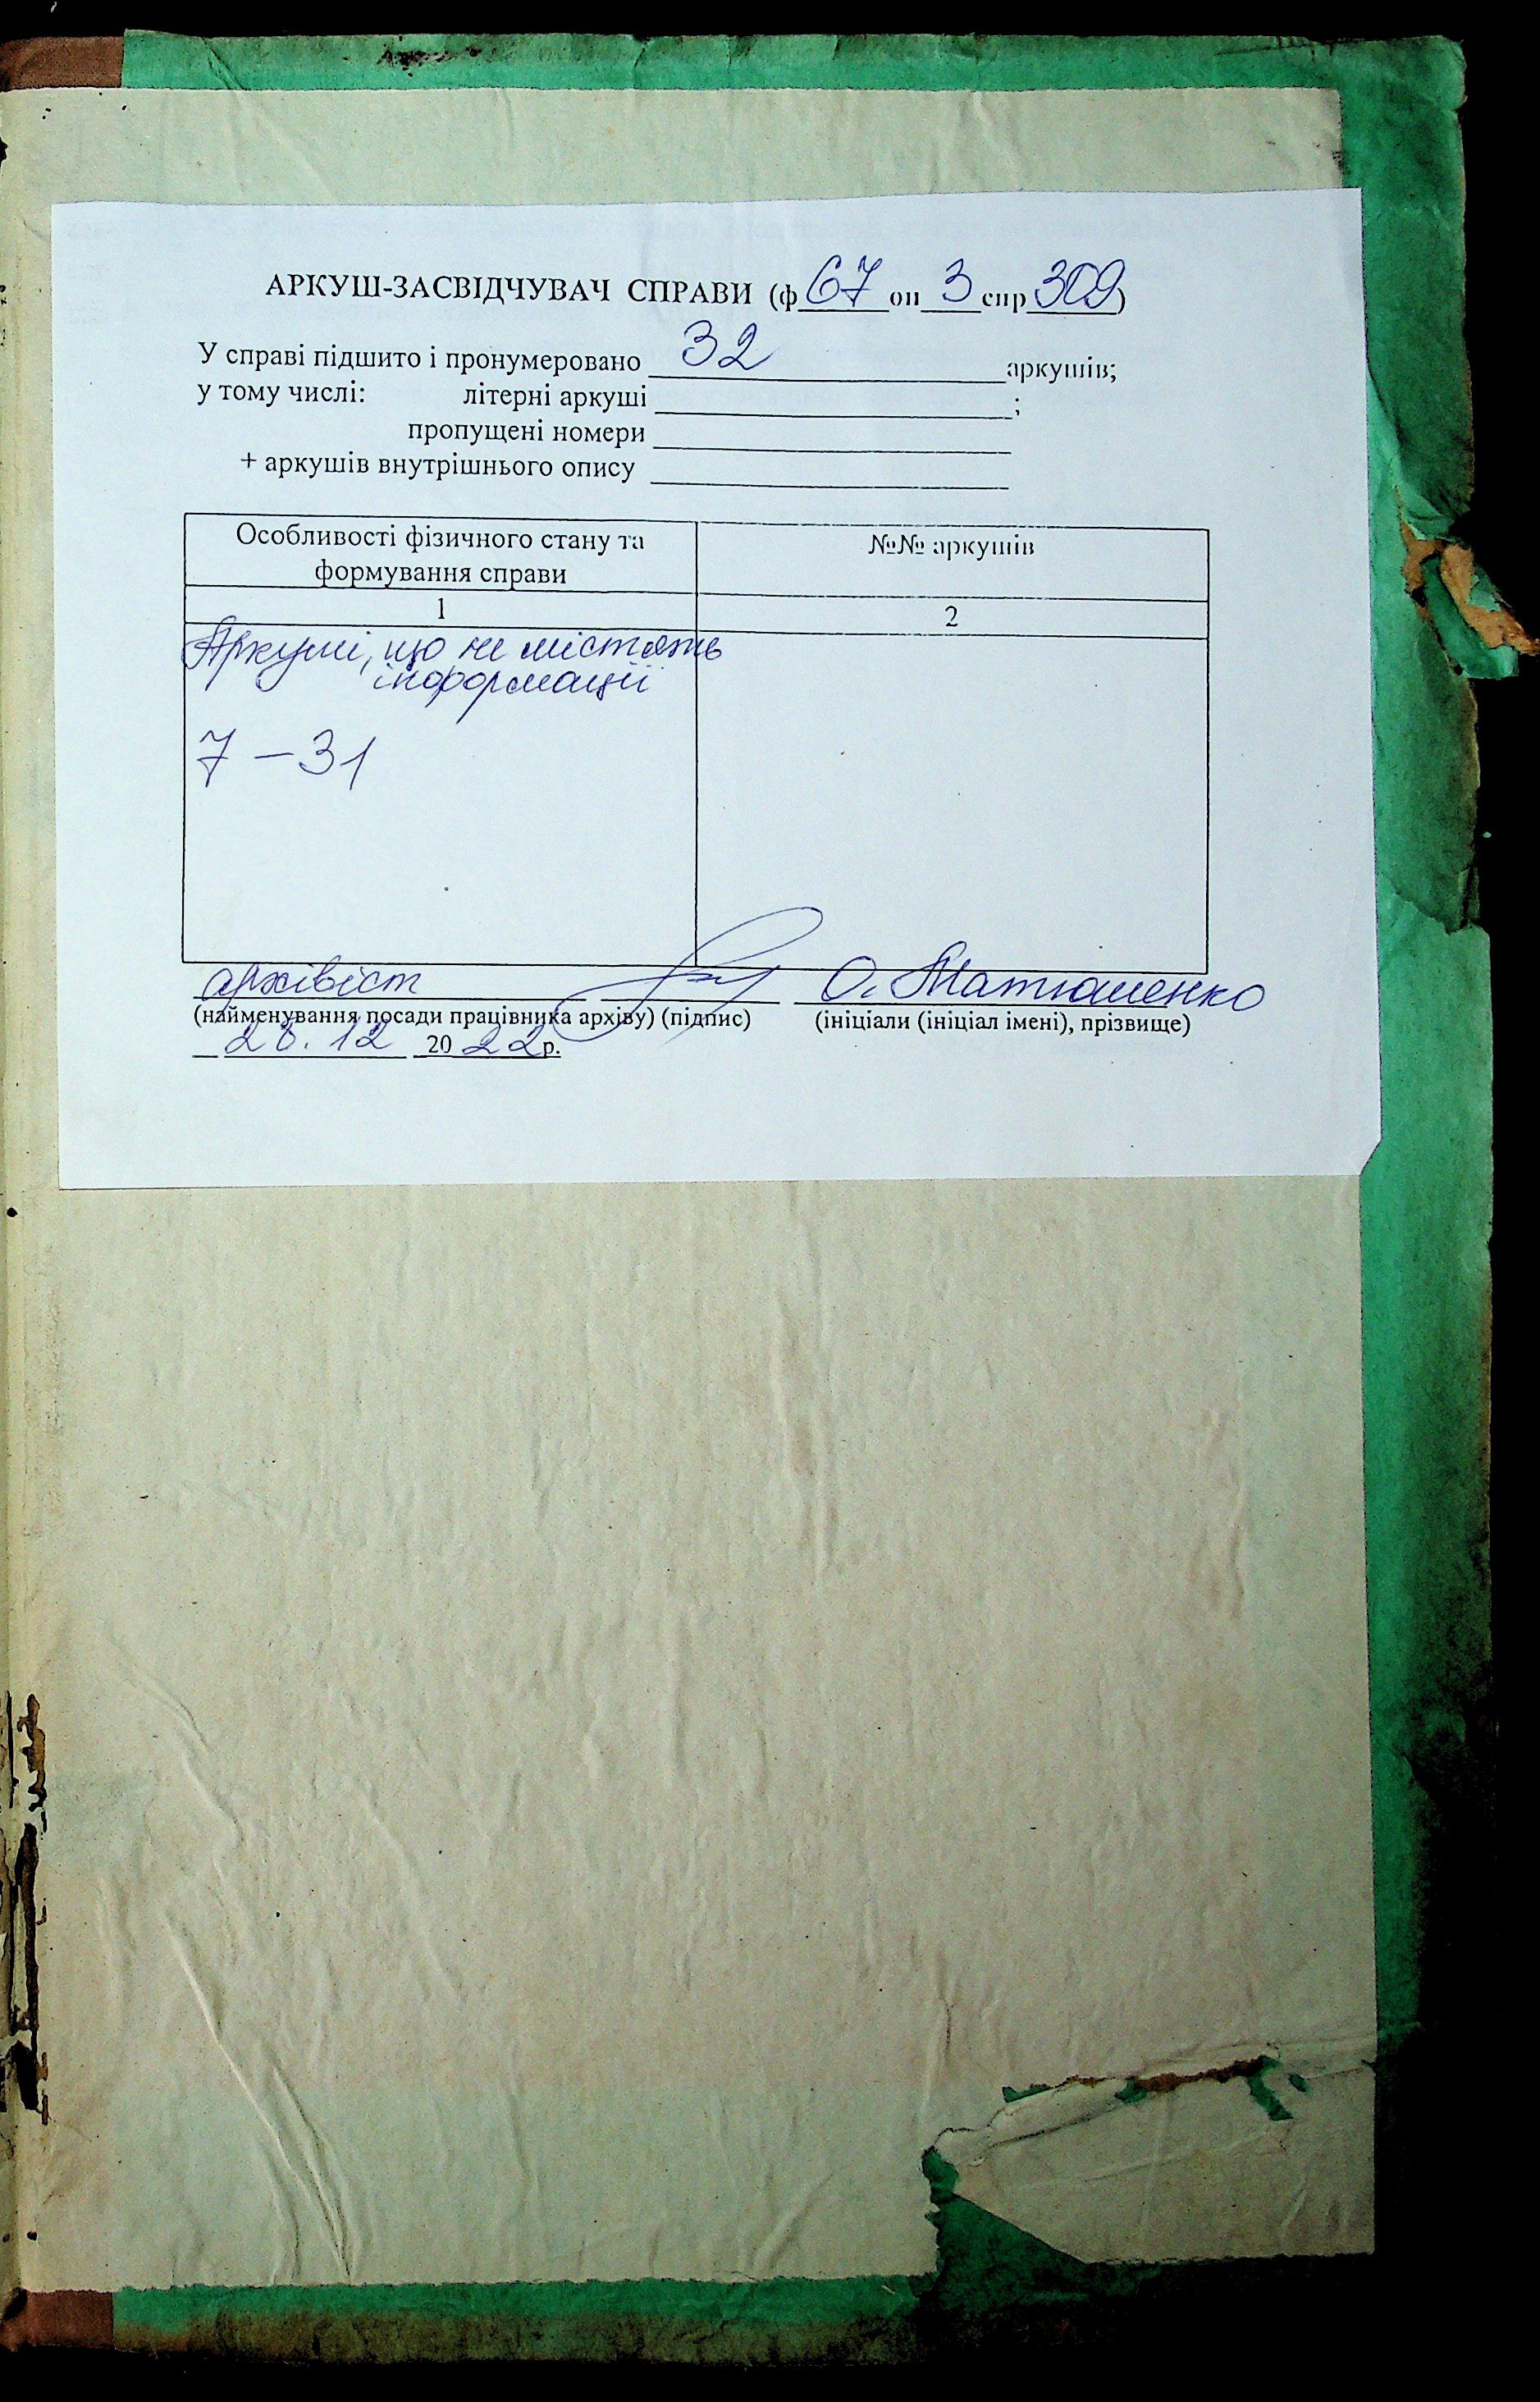 АРКУШ-ЗАСВІДЧУВАЧ СПРАВИ (ф 67 оп 3 спр 309)
У справі підшито і пронумеровано 32 аркушів;
у тому числі: літерні аркуші ;
пропущені номери
+ аркушів внутрішнього опису
Особливості фізичного стану та формування справи
№№ аркушів
1
2
Аркуші, що не містять
інформації
7 – 31
архівіст О. Матюшенко
(найменування посади працівника архіву) (підпис) (ініціали (ініціал імені), прізвище)
28.12 2022р.